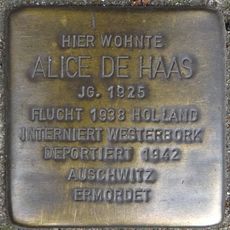 HIER WOHNTE
ALICE DE HAAS
JG. 1925
FLUCHT 1938 HOLLAND
INTERNIERT WESTERBORK
DEPORTIERT 1942
AUSCHWITZ
ERMORDET